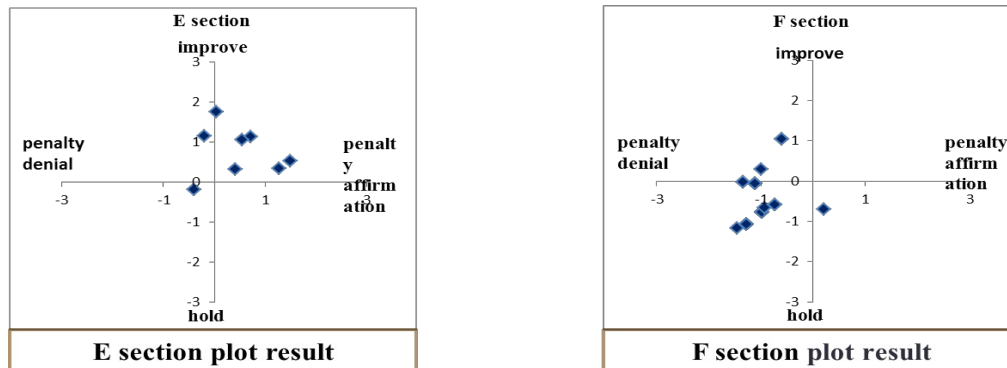 E section
improve
3
2
1
0
-3
-1
1
3
-1
-2
-3
penalty
denial
penalt
y
affirm
ation
hold
E section plot result
F section
improve
3
2
1
0
-3
-1
1
3
-1
-2
-3
penalty
denial
penalty
affirm
ation
hold
F section plot result